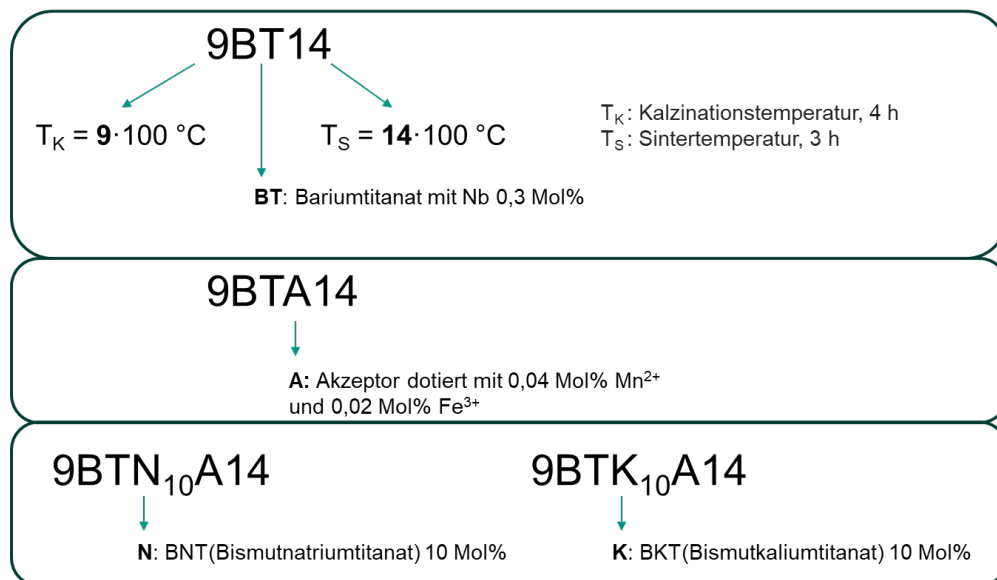 9BT14
T_K = 9·100 °C
T_S = 14·100 °C
T_K: Kalzinationstemperatur, 4 h
T_S: Sintertemperatur, 3 h
BT: Bariumtitanat mit Nb 0,3 Mol%
9BTA14
A: Akzeptor dotiert mit 0,04 Mol% Mn²⁺
und 0,02 Mol% Fe³⁺
9BTN₁₀A14
9BTK₁₀A14
N: BNT(Bismutnatriumtitanat) 10 Mol%
K: BKT(Bismutkaliumtitanat) 10 Mol%